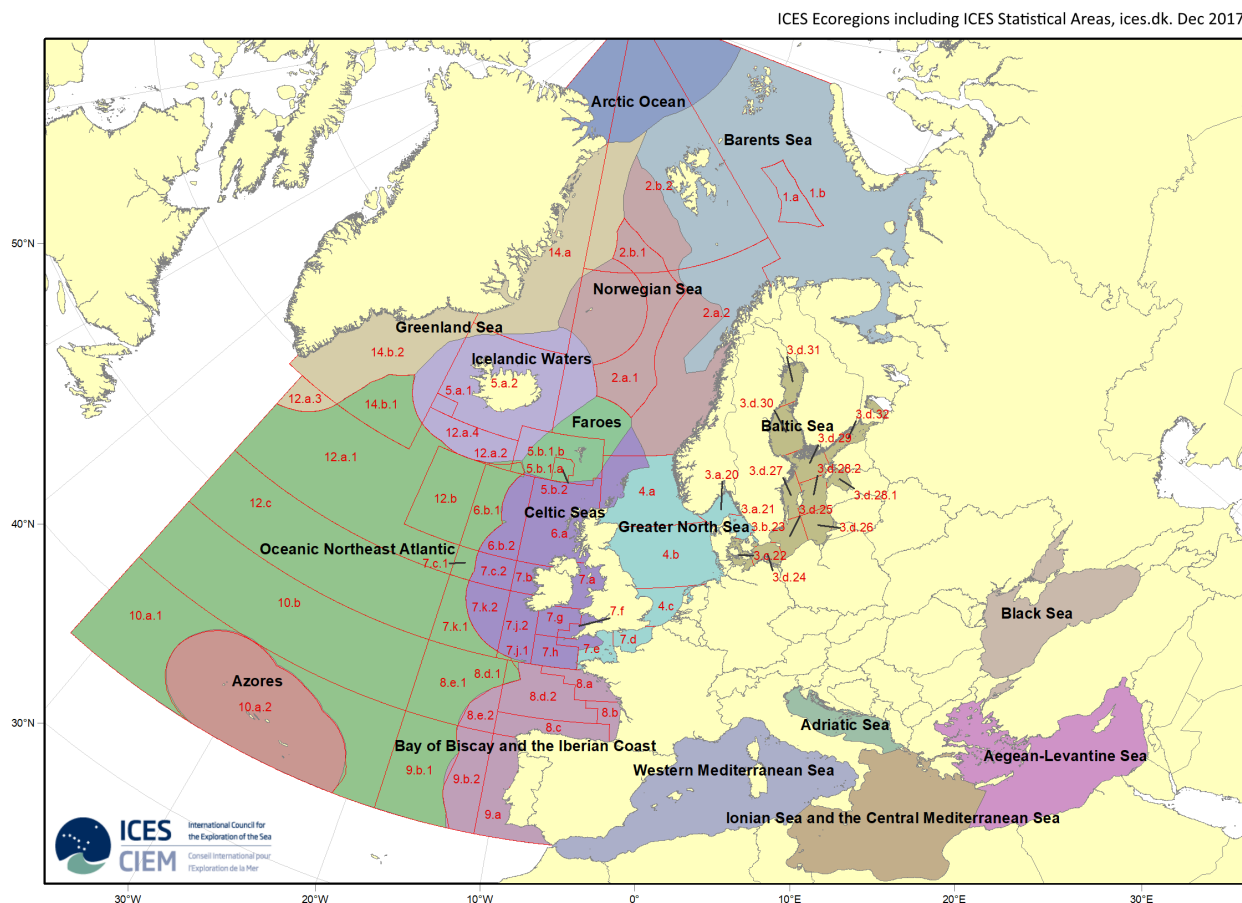 ICES Ecoregions including ICES Statistical Areas, ices.dk. Dec 2017
Arctic Ocean
Barents Sea
2.b.2
1.a
1.b
50°N
14.a
2.b.1
Norwegian Sea
2.a.2
Greenland Sea
14.b.2
Icelandic Waters
3.d.31
2.a.1
5.a.1
5.a.2
12.a.3
14.b.1
3.d.30
3.d.32
Faroes
Baltic Sea
12.a.4
3.d.29
12.a.2
5.b.1.b
12.a.1
5.b.1.a
3.a.20
3.d.27
3.d.28.2
5.b.2
4.a
3.d.28.1
12.c
12.b
6.b.1
Celtic Seas
3.a.21
3.d.25
40°N
6.a
Greater North Sea
3.b.23
3.d.26
6.b.2
Oceanic Northeast Atlantic
4.b
3.c.22
7.c.1
7.c.2
7.b
7.a
3.d.24
10.b
7.k.2
4.c
10.a.1
7.f
Black Sea
7.g
7.k.1
7.j.2
7.d
7.j.1
7.h
7.e
8.d.1
Azores
8.e.1
8.a
8.d.2
10.a.2
8.e.2
8.b
30°N
8.c
Adriatic Sea
Bay of Biscay and the Iberian Coast
Aegean-Levantine Sea
9.b.1
9.b.2
Western Mediterranean Sea
9.a
Ionian Sea and the Central Mediterranean Sea
ICES
International Council for
the Exploration of the Sea
CIEM
Conseil International pour
l'Exploration de la Mer
30°W
20°W
10°W
0°
10°E
20°E
30°E